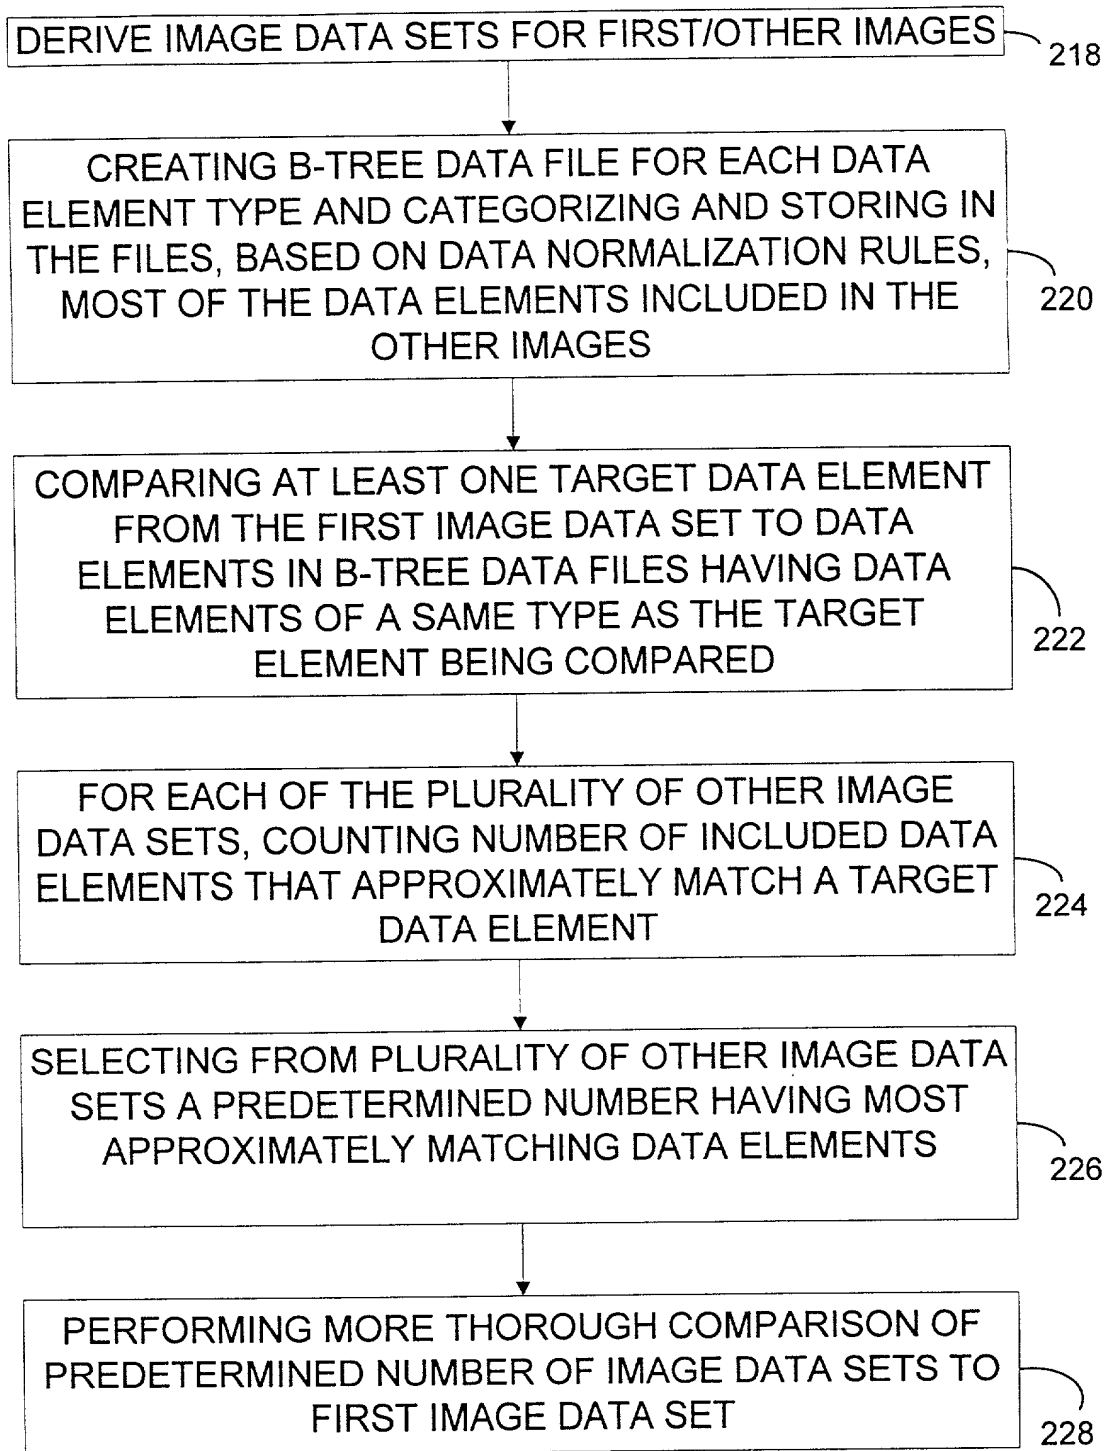 DERIVE IMAGE DATA SETS FOR FIRST/OTHER IMAGES
218
CREATING B-TREE DATA FILE FOR EACH DATA
ELEMENT TYPE AND CATEGORIZING AND STORING IN
THE FILES, BASED ON DATA NORMALIZATION RULES,
MOST OF THE DATA ELEMENTS INCLUDED IN THE
OTHER IMAGES
220
COMPARING AT LEAST ONE TARGET DATA ELEMENT
FROM THE FIRST IMAGE DATA SET TO DATA
ELEMENTS IN B-TREE DATA FILES HAVING DATA
ELEMENTS OF A SAME TYPE AS THE TARGET
ELEMENT BEING COMPARED
222
FOR EACH OF THE PLURALITY OF OTHER IMAGE
DATA SETS, COUNTING NUMBER OF INCLUDED DATA
ELEMENTS THAT APPROXIMATELY MATCH A TARGET
DATA ELEMENT
224
SELECTING FROM PLURALITY OF OTHER IMAGE DATA
SETS A PREDETERMINED NUMBER HAVING MOST
APPROXIMATELY MATCHING DATA ELEMENTS
226
PERFORMING MORE THOROUGH COMPARISON OF
PREDETERMINED NUMBER OF IMAGE DATA SETS TO
FIRST IMAGE DATA SET
228